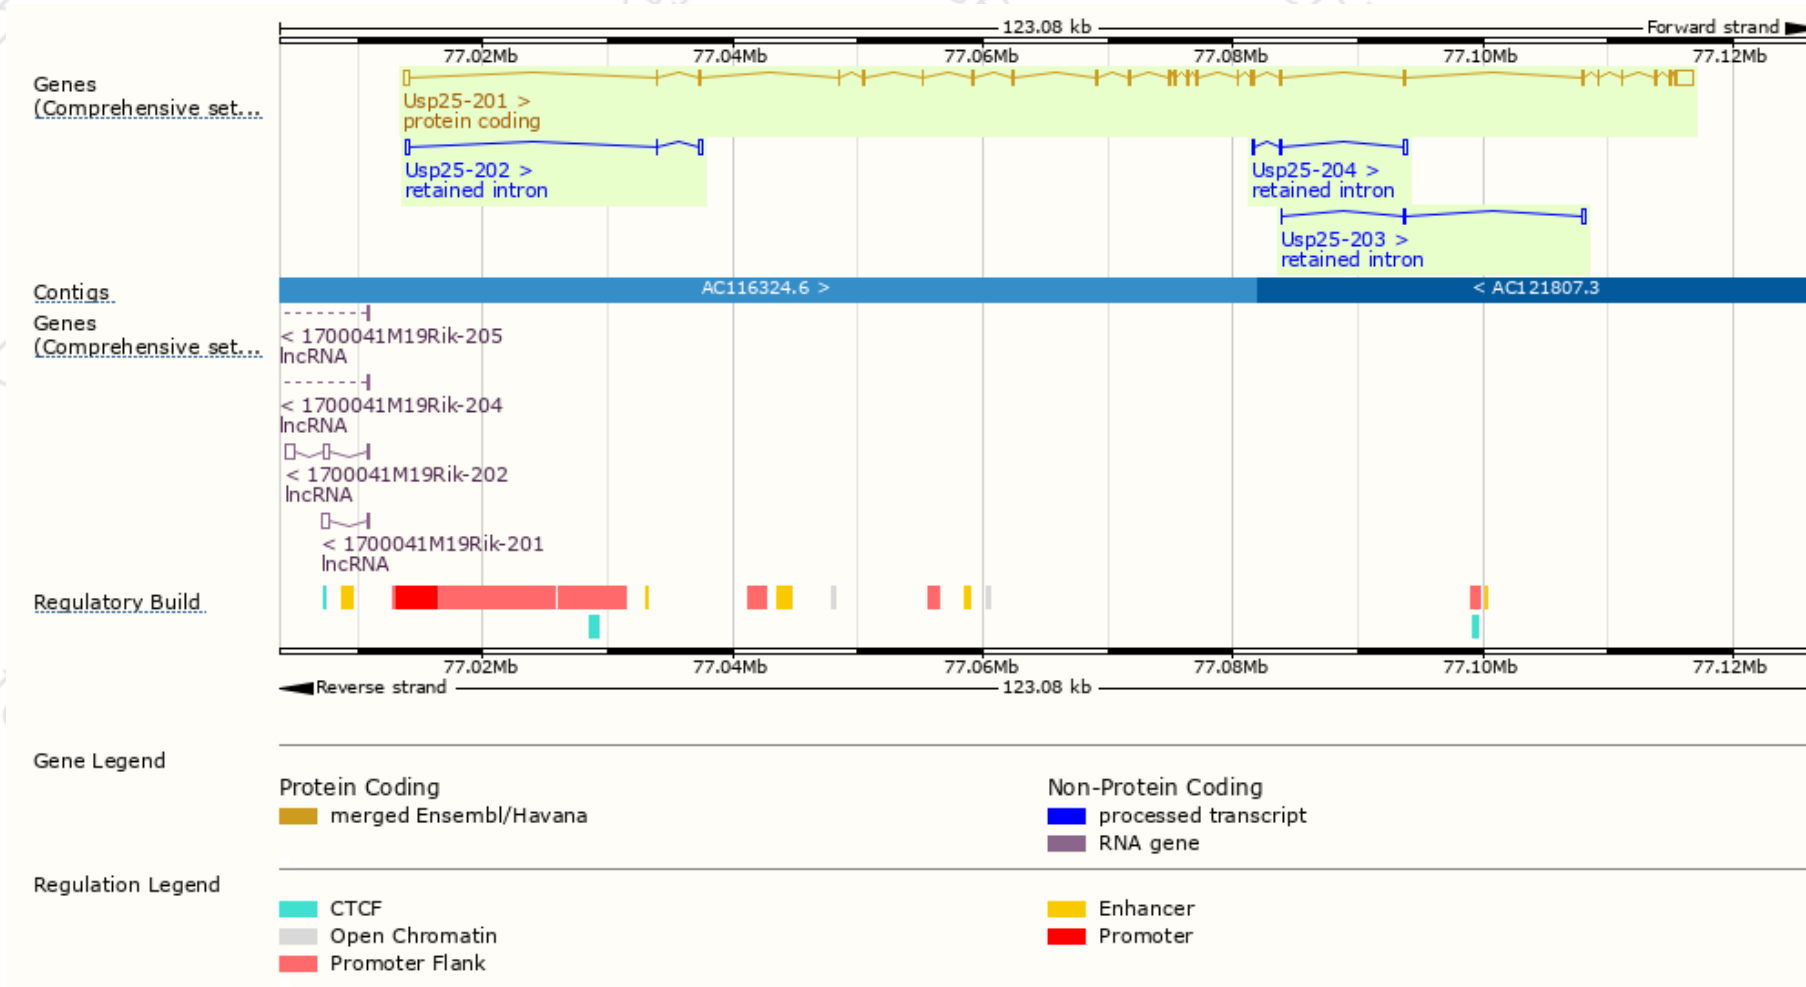 123.08 kb Forward strand
77.02Mb 77.04Mb 77.06Mb 77.08Mb 77.10Mb 77.12Mb
Genes
(Comprehensive set...
Usp25-201 >
protein coding
Usp25-202 >
retained intron
Usp25-204 >
retained intron
Usp25-203 >
retained intron
Contigs
AC116324.6 > < AC121807.3
Genes
(Comprehensive set...
< 1700041M19Rik-205
lncRNA
< 1700041M19Rik-204
lncRNA
< 1700041M19Rik-202
lncRNA
< 1700041M19Rik-201
lncRNA
Regulatory Build
77.02Mb 77.04Mb 77.06Mb 77.08Mb 77.10Mb 77.12Mb
Reverse strand 123.08 kb
Gene Legend
Protein Coding
merged Ensembl/Havana
Non-Protein Coding
processed transcript
RNA gene
Regulation Legend
CTCF
Open Chromatin
Promoter Flank
Enhancer
Promoter